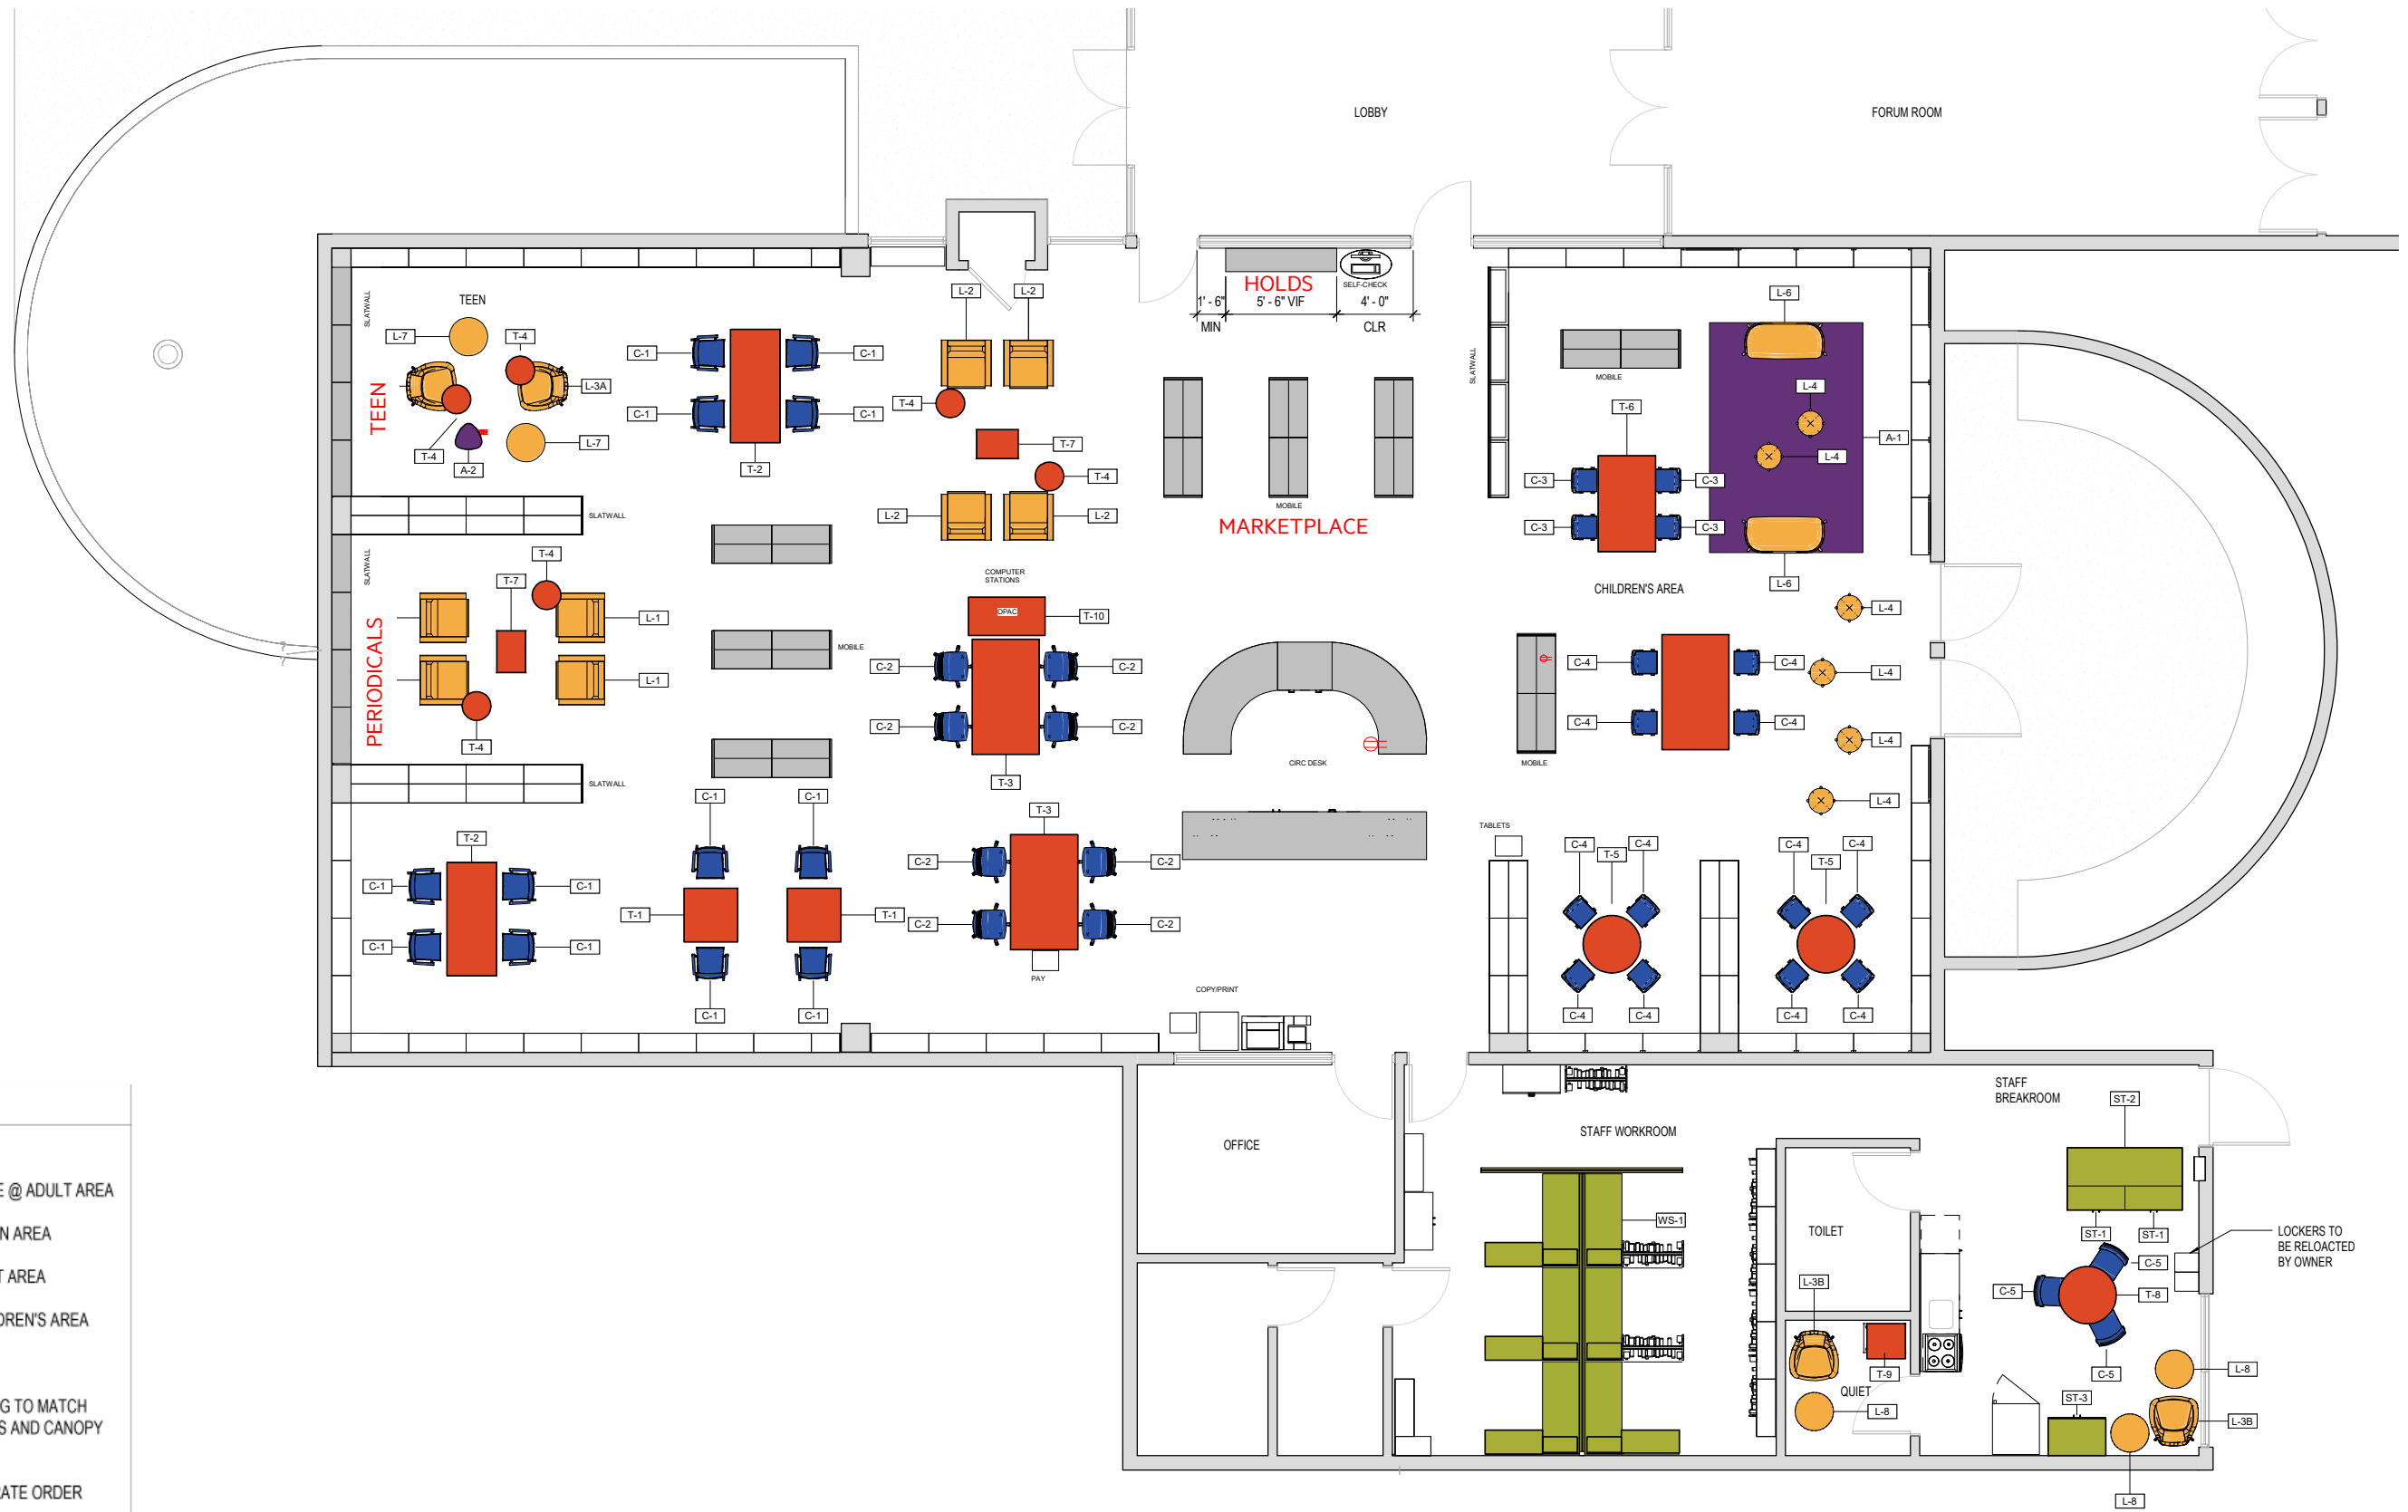 LOBBY
FORUM ROOM
HOLDS
SELF-CHECK
1' - 6"
5' - 6" VIF
4' - 0"
MIN
CLR
SLATWALL
TEEN
L-7
T-4
L-3A
TEEN
T-4
A-2
L-7
C-1
C-1
C-1
C-1
T-2
L-2
L-2
T-4
T-7
T-4
L-2
L-2
MOBILE
MARKETPLACE
SLATWALL
MOBILE
L-6
L-4
L-4
A-1
T-6
C-3
C-3
C-3
C-3
L-6
CHILDREN'S AREA
SLATWALL
SLATWALL
PERIODICALS
T-4
T-7
L-1
L-1
T-4
SLATWALL
MOBILE
COMPUTER
STATIONS
OPAC
T-10
C-2
C-2
C-2
C-2
T-3
CIRC DESK
MOBILE
C-4
C-4
C-4
C-4
L-4
L-4
L-4
L-4
?
?
T-2
C-1
C-1
C-1
C-1
C-1
C-1
T-1
T-1
C-1
C-1
T-3
C-2
C-2
C-2
C-2
PAY
COPY/PRINT
TABLETS
C-4
C-4
T-5
C-4
C-4
C-4
C-4
T-5
C-4
C-4
OFFICE
STAFF WORKROOM
WS-1
TOILET
STAFF
BREAKROOM
ST-2
ST-1
ST-1
LOCKERS TO
BE RELOACTED
BY OWNER
C-5
C-5
T-8
C-5
L-3B
T-9
QUIET
L-8
ST-3
L-8
L-3B
L-8
E @ ADULT AREA
N AREA
T AREA
DREN'S AREA
G TO MATCH
S AND CANOPY
RATE ORDER